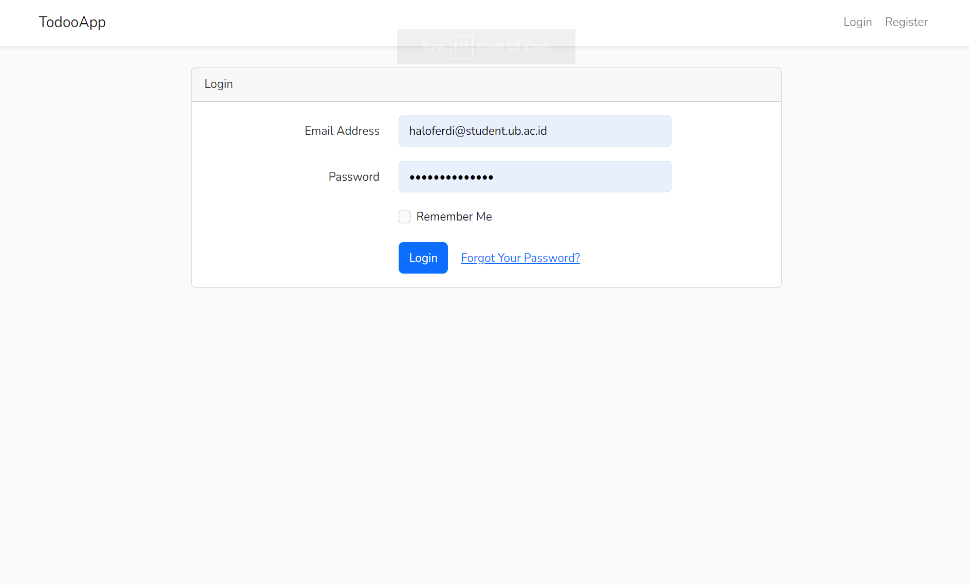 TodooApp
Login Register
Press F11 to exit full screen
Login
Email Address haloferdi@student.ub.ac.id
Password ••••••••••••••
Remember Me
Login Forgot Your Password?